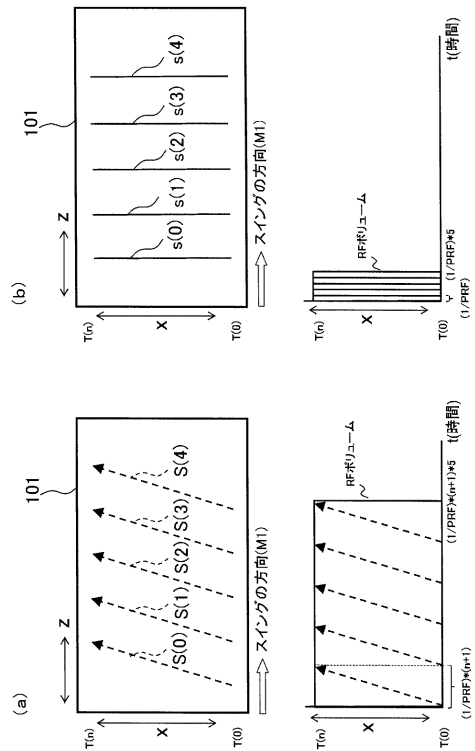 (a)
101
Z
T(n)
X
T(0)
S(0)
S(1)
S(2)
S(3)
S(4)
スイングの方向(M1)
T(n)
X
T(0)
RFボリューム
t(時間)
(1/PRF)*(n+1)
(1/PRF)*(n+1)*5
(b)
101
Z
T(n)
X
T(0)
s(0)
s(1)
s(2)
s(3)
s(4)
スイングの方向(M1)
T(n)
X
T(0)
RFボリューム
t(時間)
(1/PRF)
(1/PRF)*5